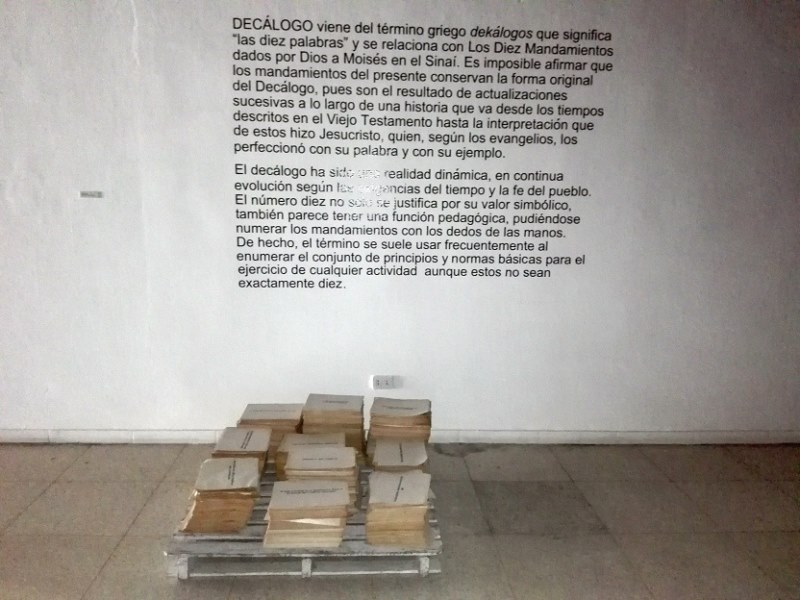 DECÁLOGO viene del término griego dekálogos que significa
"las diez palabras" y se relaciona con Los Diez Mandamientos
dados por Dios a Moisés en el Sinaí. Es imposible afirmar que
los mandamientos del presente conservan la forma original
del Decálogo, pues son el resultado de actualizaciones
sucesivas a lo largo de una historia que va desde los tiempos
descritos en el Viejo Testamento hasta la interpretación que
de estos hizo Jesucristo, quien, según los evangelios, los
perfeccionó con su palabra y con su ejemplo.
El decálogo ha sido una realidad dinámica, en continua
evolución según las del tiempo y la fe del pueblo.
El número diez no solo se justifica por su valor simbólico,
también parece tener una función pedagógica, pudiéndose
numerar los mandamientos con los dedos de las manos.
De hecho, el término se suele usar frecuentemente al
enumerar el conjunto de principios y normas básicas para el
ejercicio de cualquier actividad aunque estos no sean
exactamente diez.